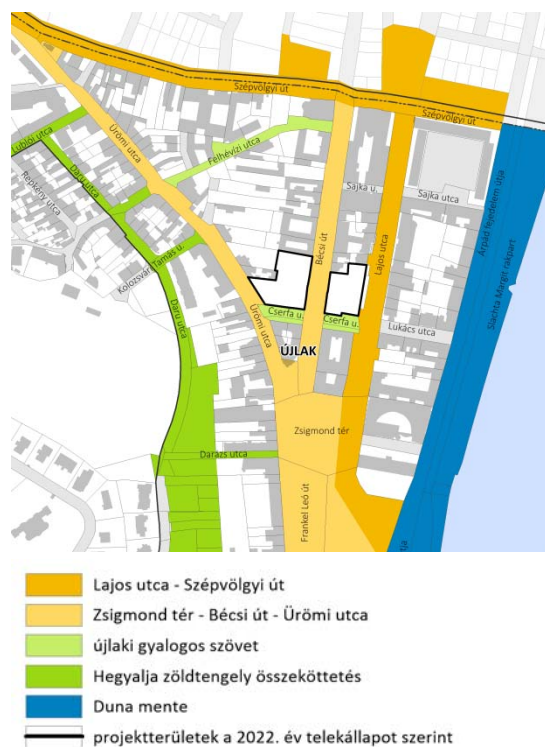 Szépvölgyi út
Szépvölgyi út
Lublói utca
Ürömi utca
Felhévízi utca
Daru utca
Repkény utca
Sajka u.
Sajka utca
Bécsi út
Lajos utca
Árpád fejedelem útja
Slachta Margit rakpart
Kolozsvári Tamás u.
Daru utca
Ürömi utca
Cserfa u.
Cserfa u.
Lukács utca
ÚJLAK
Zsigmond tér
Darázs utca
Frankel Leó út
Lajos utca - Szépvölgyi út
Zsigmond tér - Bécsi út - Ürömi utca
újlaki gyalogos szövet
Hegyalja zöldtengely összeköttetés
Duna mente
projektterületek a 2022. év telekállapot szerint